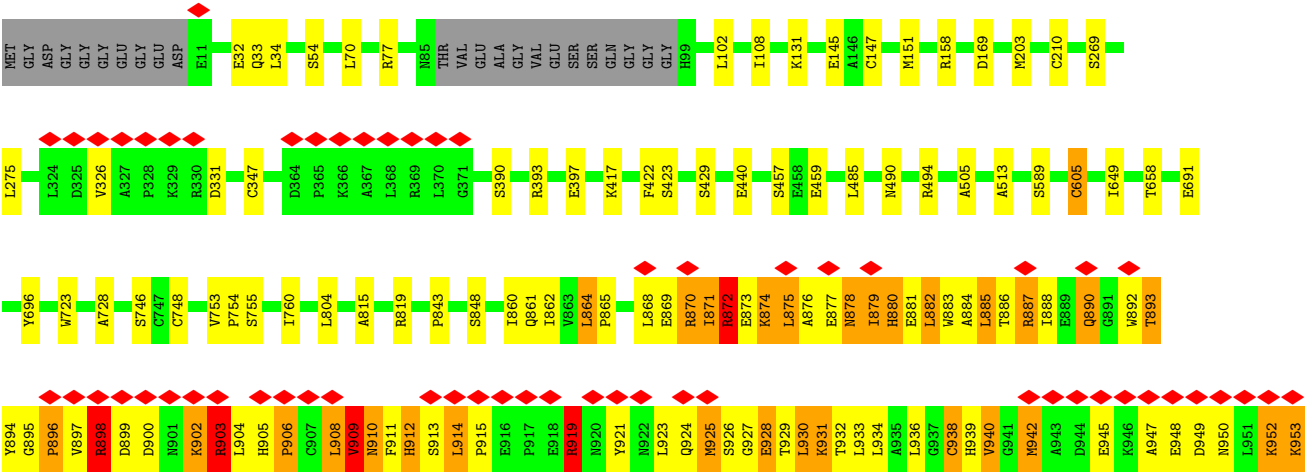 MET GLY ASP GLY GLY GLY GLU GLY GLU ASP E11 E32 Q33 L34 S54 L70 R77 N85 THR VAL GLU ALA GLY VAL GLU SER SER GLN GLY GLY GLY H99 L102 I108 K131 E145 A146 C147 M151 R158 D169 M203 C210 S269
L275 L324 D325 V326 A327 P328 K329 R330 D331 C347 D364 P365 K366 A367 L368 R369 L370 G371 S390 R393 E397 K417 F422 S423 S429 E440 S457 E458 E459 L485 N490 R494 A505 A513 S589 C605 I649 T658 E691
Y696 W723 A728 S746 C747 C748 V753 P754 S755 I760 L804 A815 R819 P843 S848 I860 Q861 I862 V863 L864 P865 L868 E869 R870 I871 R872 E873 K874 L875 A876 E877 N878 I879 H880 E881 L882 W883 A884 L885 T886 R887 I888 E889 Q890 G891 W892 T893
Y894 G895 P896 V897 R898 D899 D900 N901 K902 R903 L904 H905 P906 C907 L908 V909 N910 F911 H912 S913 L914 P915 E916 P917 E918 R919 N920 Y921 N922 L923 Q924 M925 S926 G927 E928 T929 L930 K931 T932 L933 L934 A935 L936 G937 C938 H939 V940 G941 M942 A943 D944 E945 K946 A947 E948 D949 N950 L951 K952 K953